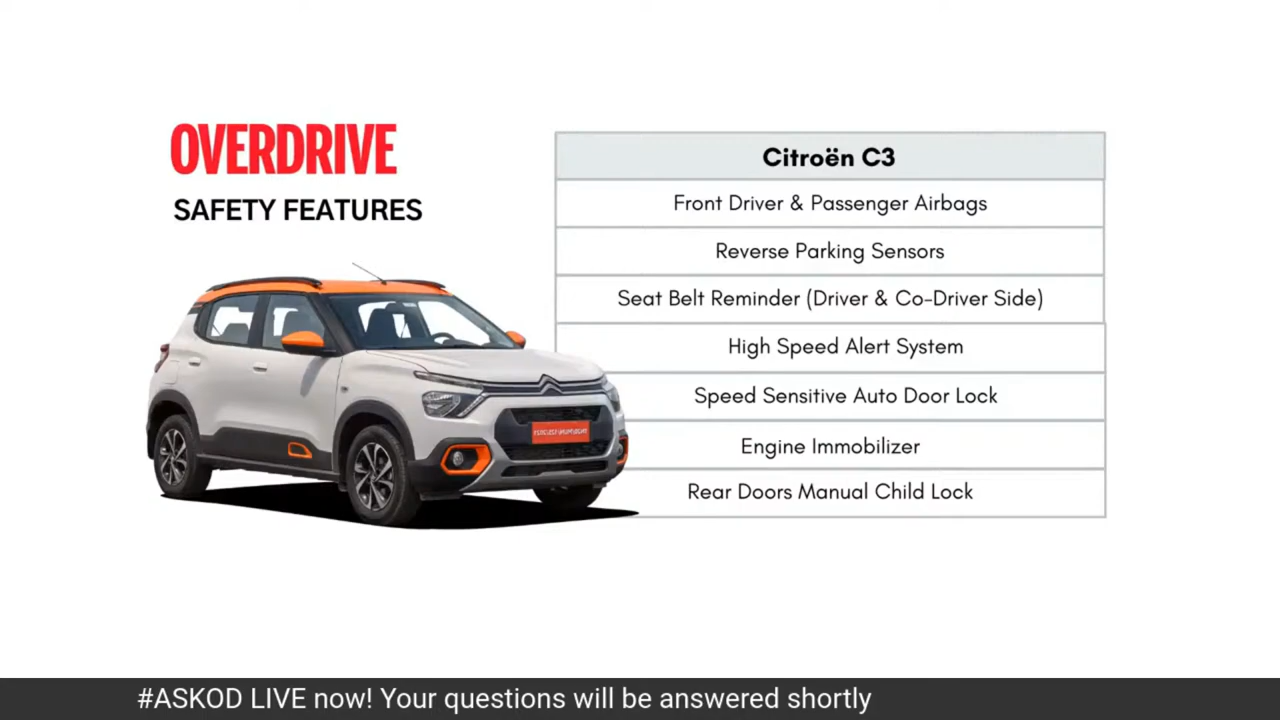 OVERDRIVE
SAFETY FEATURES
Citroën C3
Front Driver & Passenger Airbags
Reverse Parking Sensors
Seat Belt Reminder (Driver & Co-Driver Side)
High Speed Alert System
Speed Sensitive Auto Door Lock
Engine Immobilizer
Rear Doors Manual Child Lock
#ASKOD LIVE now! Your questions will be answered shortly